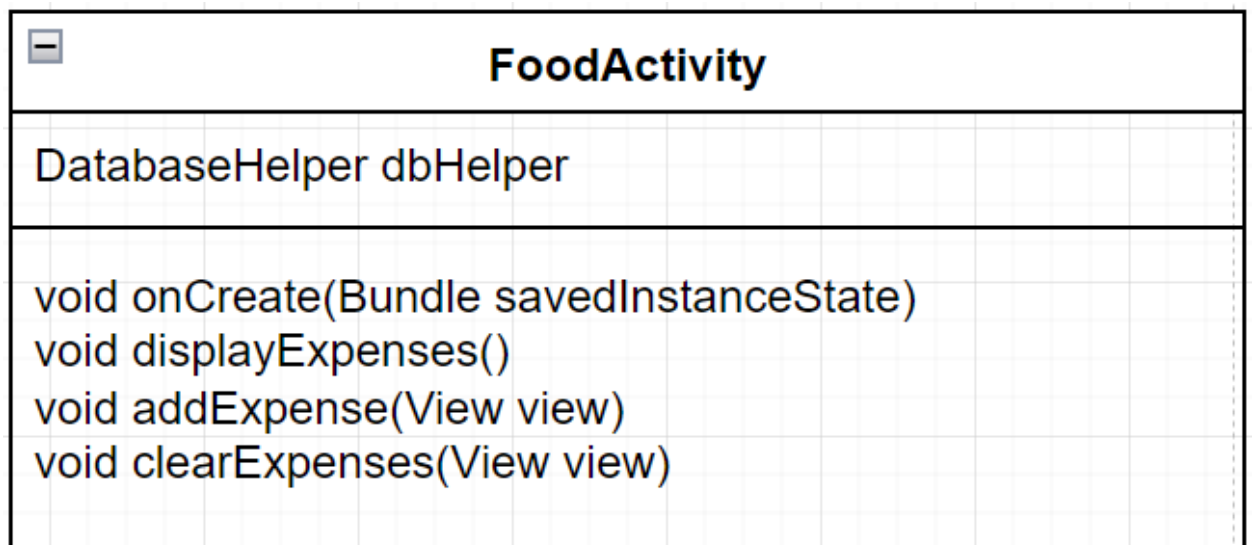 FoodActivity
DatabaseHelper dbHelper
void onCreate(Bundle savedInstanceState)
void displayExpenses()
void addExpense(View view)
void clearExpenses(View view)